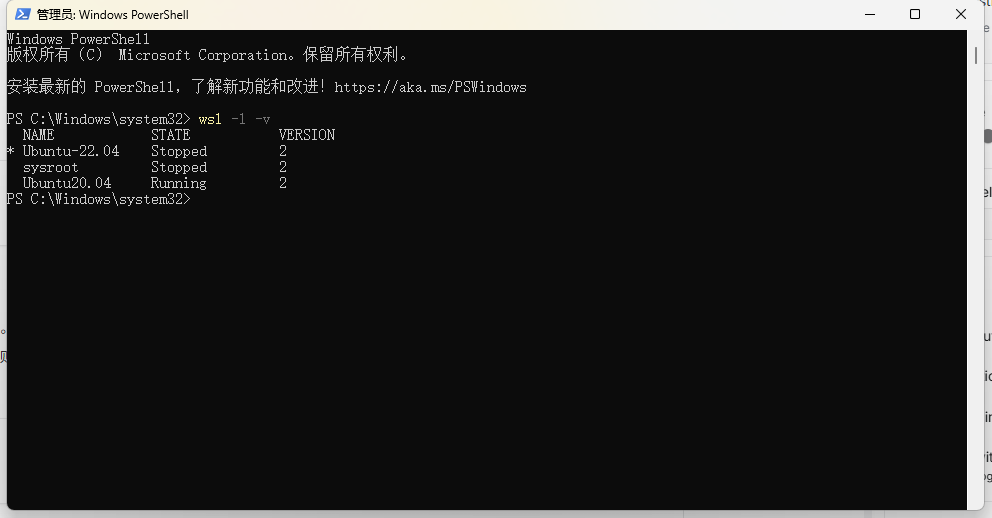 管理员: Windows PowerShell
Windows PowerShell
版权所有（C） Microsoft Corporation。保留所有权利。
安装最新的 PowerShell，了解新功能和改进！https://aka.ms/PSWindows
PS C:\Windows\system32> wsl -l -v
  NAME            STATE           VERSION
* Ubuntu-22.04    Stopped         2
  sysroot         Stopped         2
  Ubuntu20.04     Running         2
PS C:\Windows\system32>